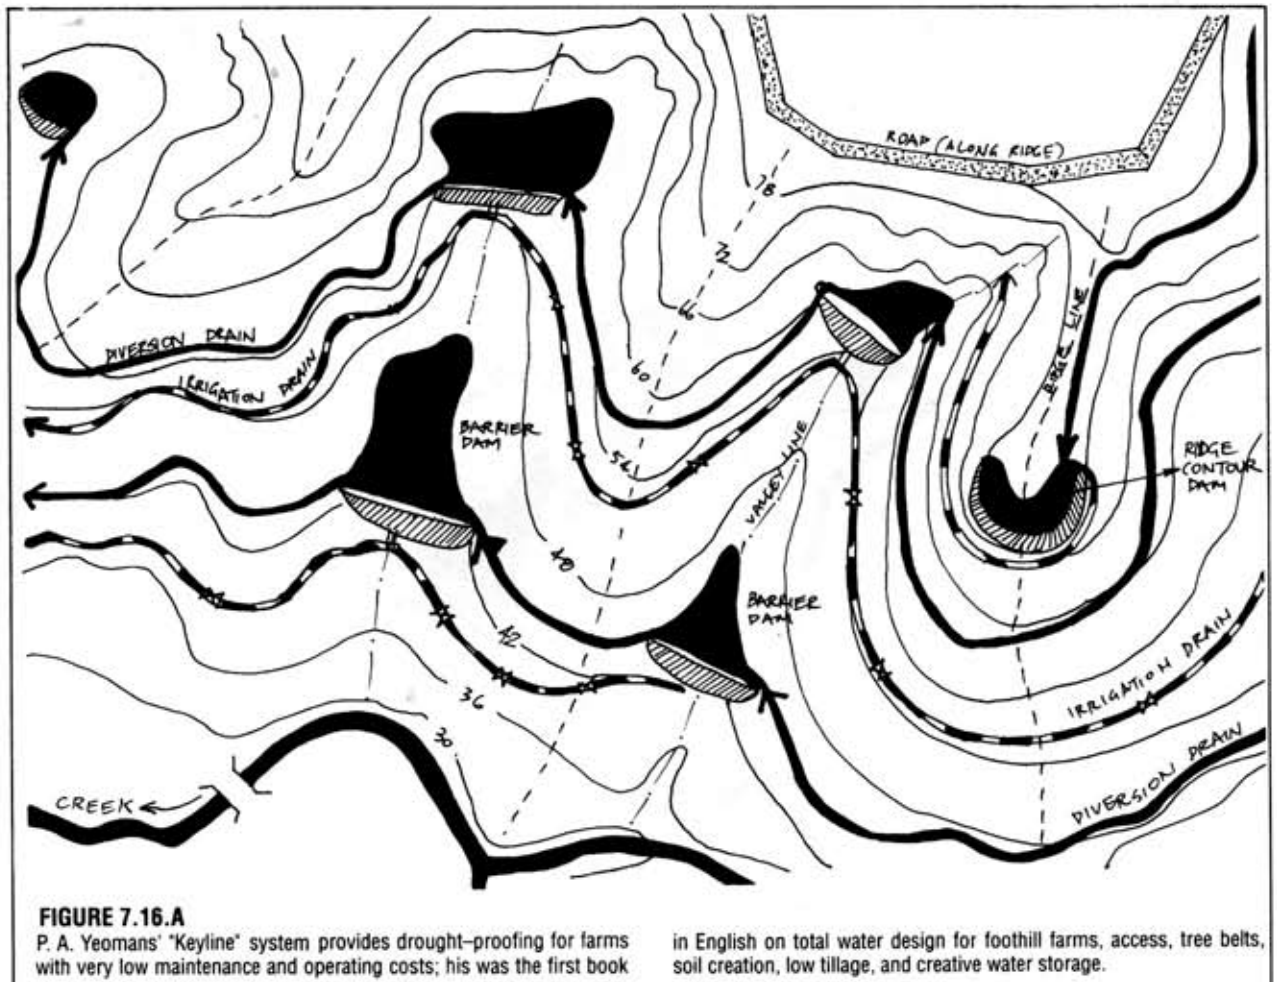 ROAD (ALONG RIDGE)
78
72
66
60
54
48
42
36
30
RIDGE LINE
DIVERSION DRAIN
IRRIGATION DRAIN
BARRIER
DAM
VALLEY LINE
RIDGE
CONTOUR
DAM
BARRIER
DAM
IRRIGATION DRAIN
DIVERSION DRAIN
CREEK
FIGURE 7.16.A
P. A. Yeomans' "Keyline" system provides drought–proofing for farms
with very low maintenance and operating costs; his was the first book
in English on total water design for foothill farms, access, tree belts,
soil creation, low tillage, and creative water storage.